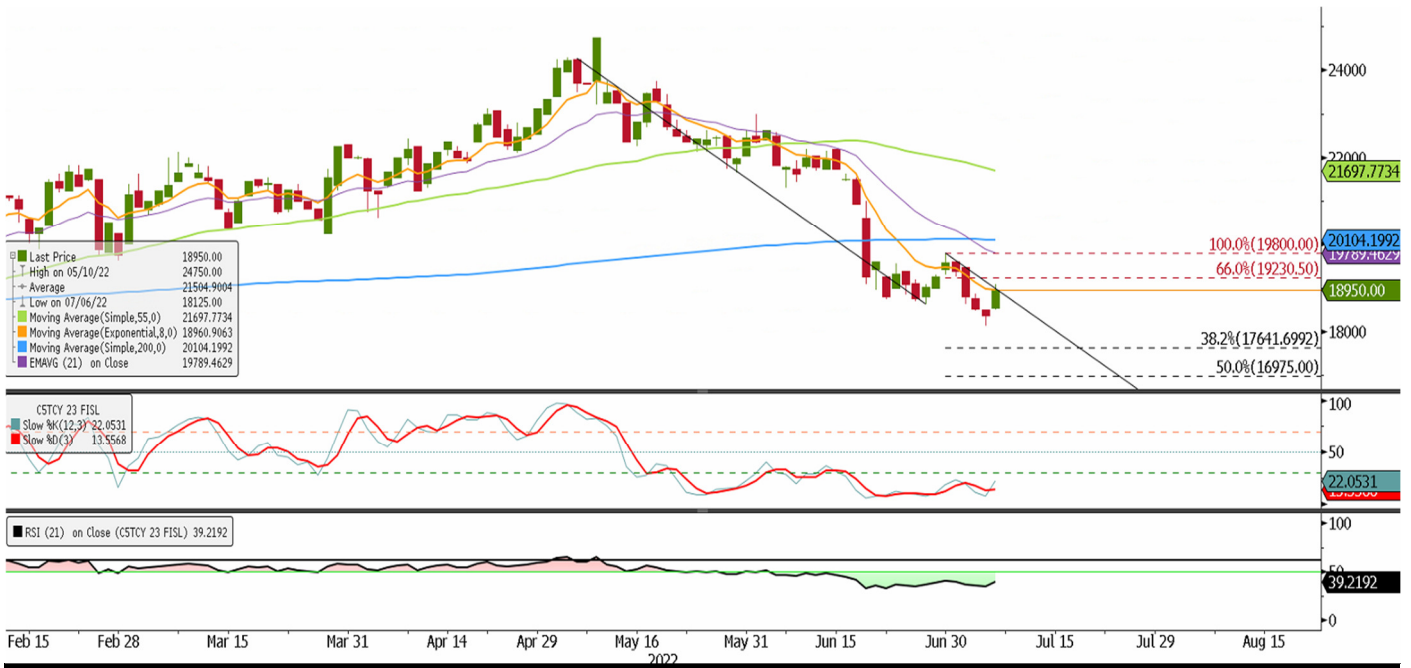 24000
22000
21697.7734
20104.1992
19789.4629
100.0%(19800.00)
66.0%(19230.50)
18950.00
18000
38.2%(17641.6992)
50.0%(16975.00)
Last Price 18950.00
High on 05/10/22 24750.00
Average 21504.9004
Low on 07/06/22 18125.00
Moving Average(Simple,55,0) 21697.7734
Moving Average(Exponential,8,0) 18960.9063
Moving Average(Simple,200,0) 20104.1992
EMAVG (21) on Close 19789.4629
C5TCY 23 FISL
Slow %K(12,3) 22.0531
Slow %D(3) 13.5568
100
50
22.0531
RSI (21) on Close (C5TCY 23 FISL) 39.2192
100
50
39.2192
0
Feb 15 Feb 28 Mar 15 Mar 31 Apr 14 Apr 29 May 16 May 31 Jun 15 Jun 30 Jul 15 Jul 29 Aug 15
2022